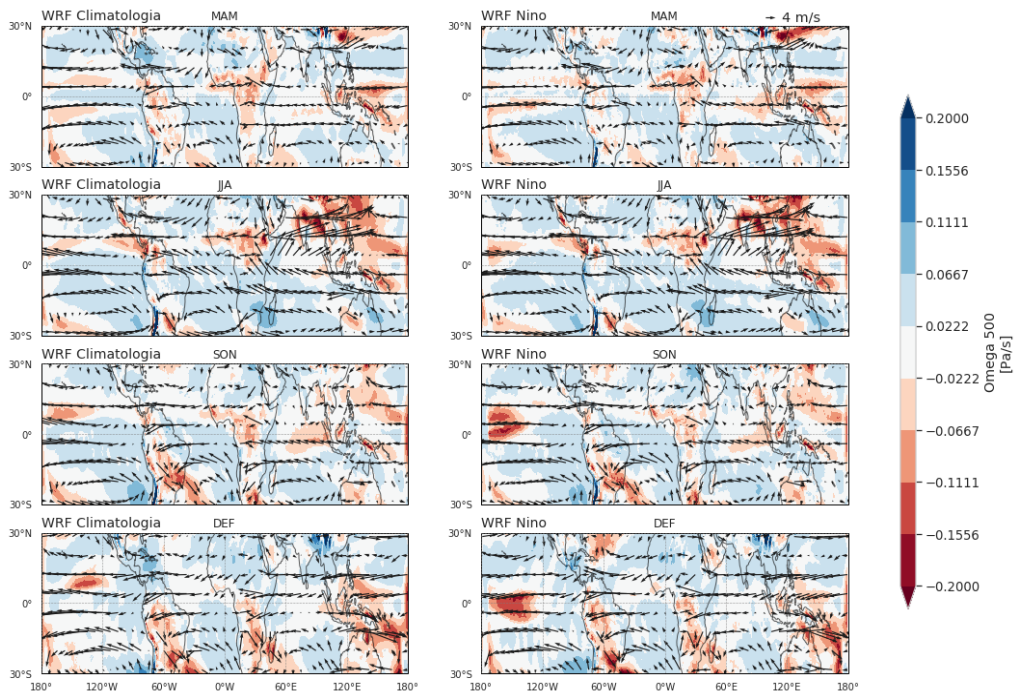 WRF Climatologia MAM WRF Nino MAM → 4 m/s
30°N
0°
30°S
WRF Climatologia JJA WRF Nino JJA
30°N
0°
30°S
WRF Climatologia SON WRF Nino SON
30°N
0°
30°S
WRF Climatologia DEF WRF Nino DEF
30°N
0°
30°S
180° 120°W 60°W 0°W 60°E 120°E 180° 180° 120°W 60°W 0°W 60°E 120°E 180°
0.2000
0.1556
0.1111
0.0667
0.0222
−0.0222
−0.0667
−0.1111
−0.1556
−0.2000
Omega 500
[Pa/s]